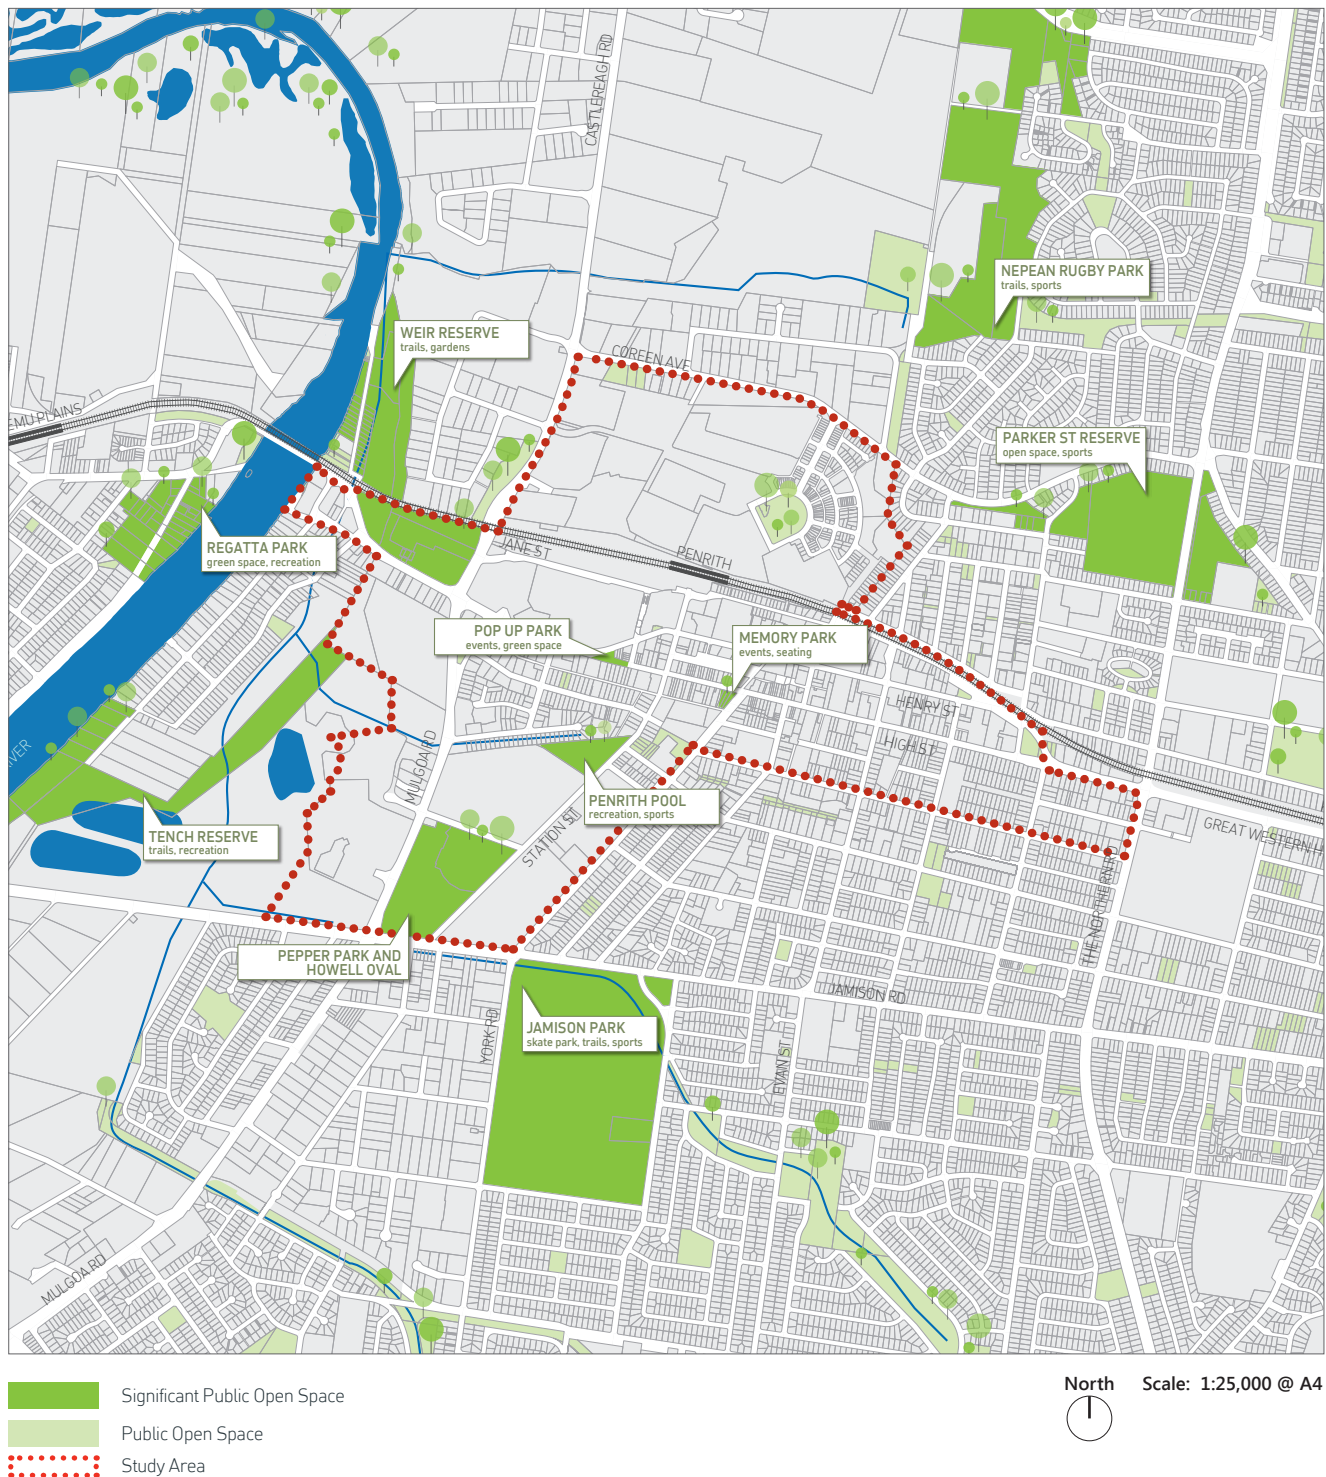 CASTLEREAGH RD
NEPEAN RUGBY PARK
trails, sports
WEIR RESERVE
trails, gardens
COREEN AVE
EMU PLAINS
PARKER ST RESERVE
open space, sports
REGATTA PARK
green space, recreation
JANE ST
PENRITH
POP UP PARK
events, green space
MEMORY PARK
events, seating
HENRY ST
HIGH ST
RIVER
MULGOA RD
PENRITH POOL
recreation, sports
STATION ST
TENCH RESERVE
trails, recreation
GREAT WESTERN H
THE NORTHERN RD
PEPPER PARK AND
HOWELL OVAL
JAMISON RD
JAMISON PARK
skate park, trails, sports
YORK RD
EVAN ST
MULGOA RD
Significant Public Open Space
Public Open Space
Study Area
North
Scale: 1:25,000 @ A4